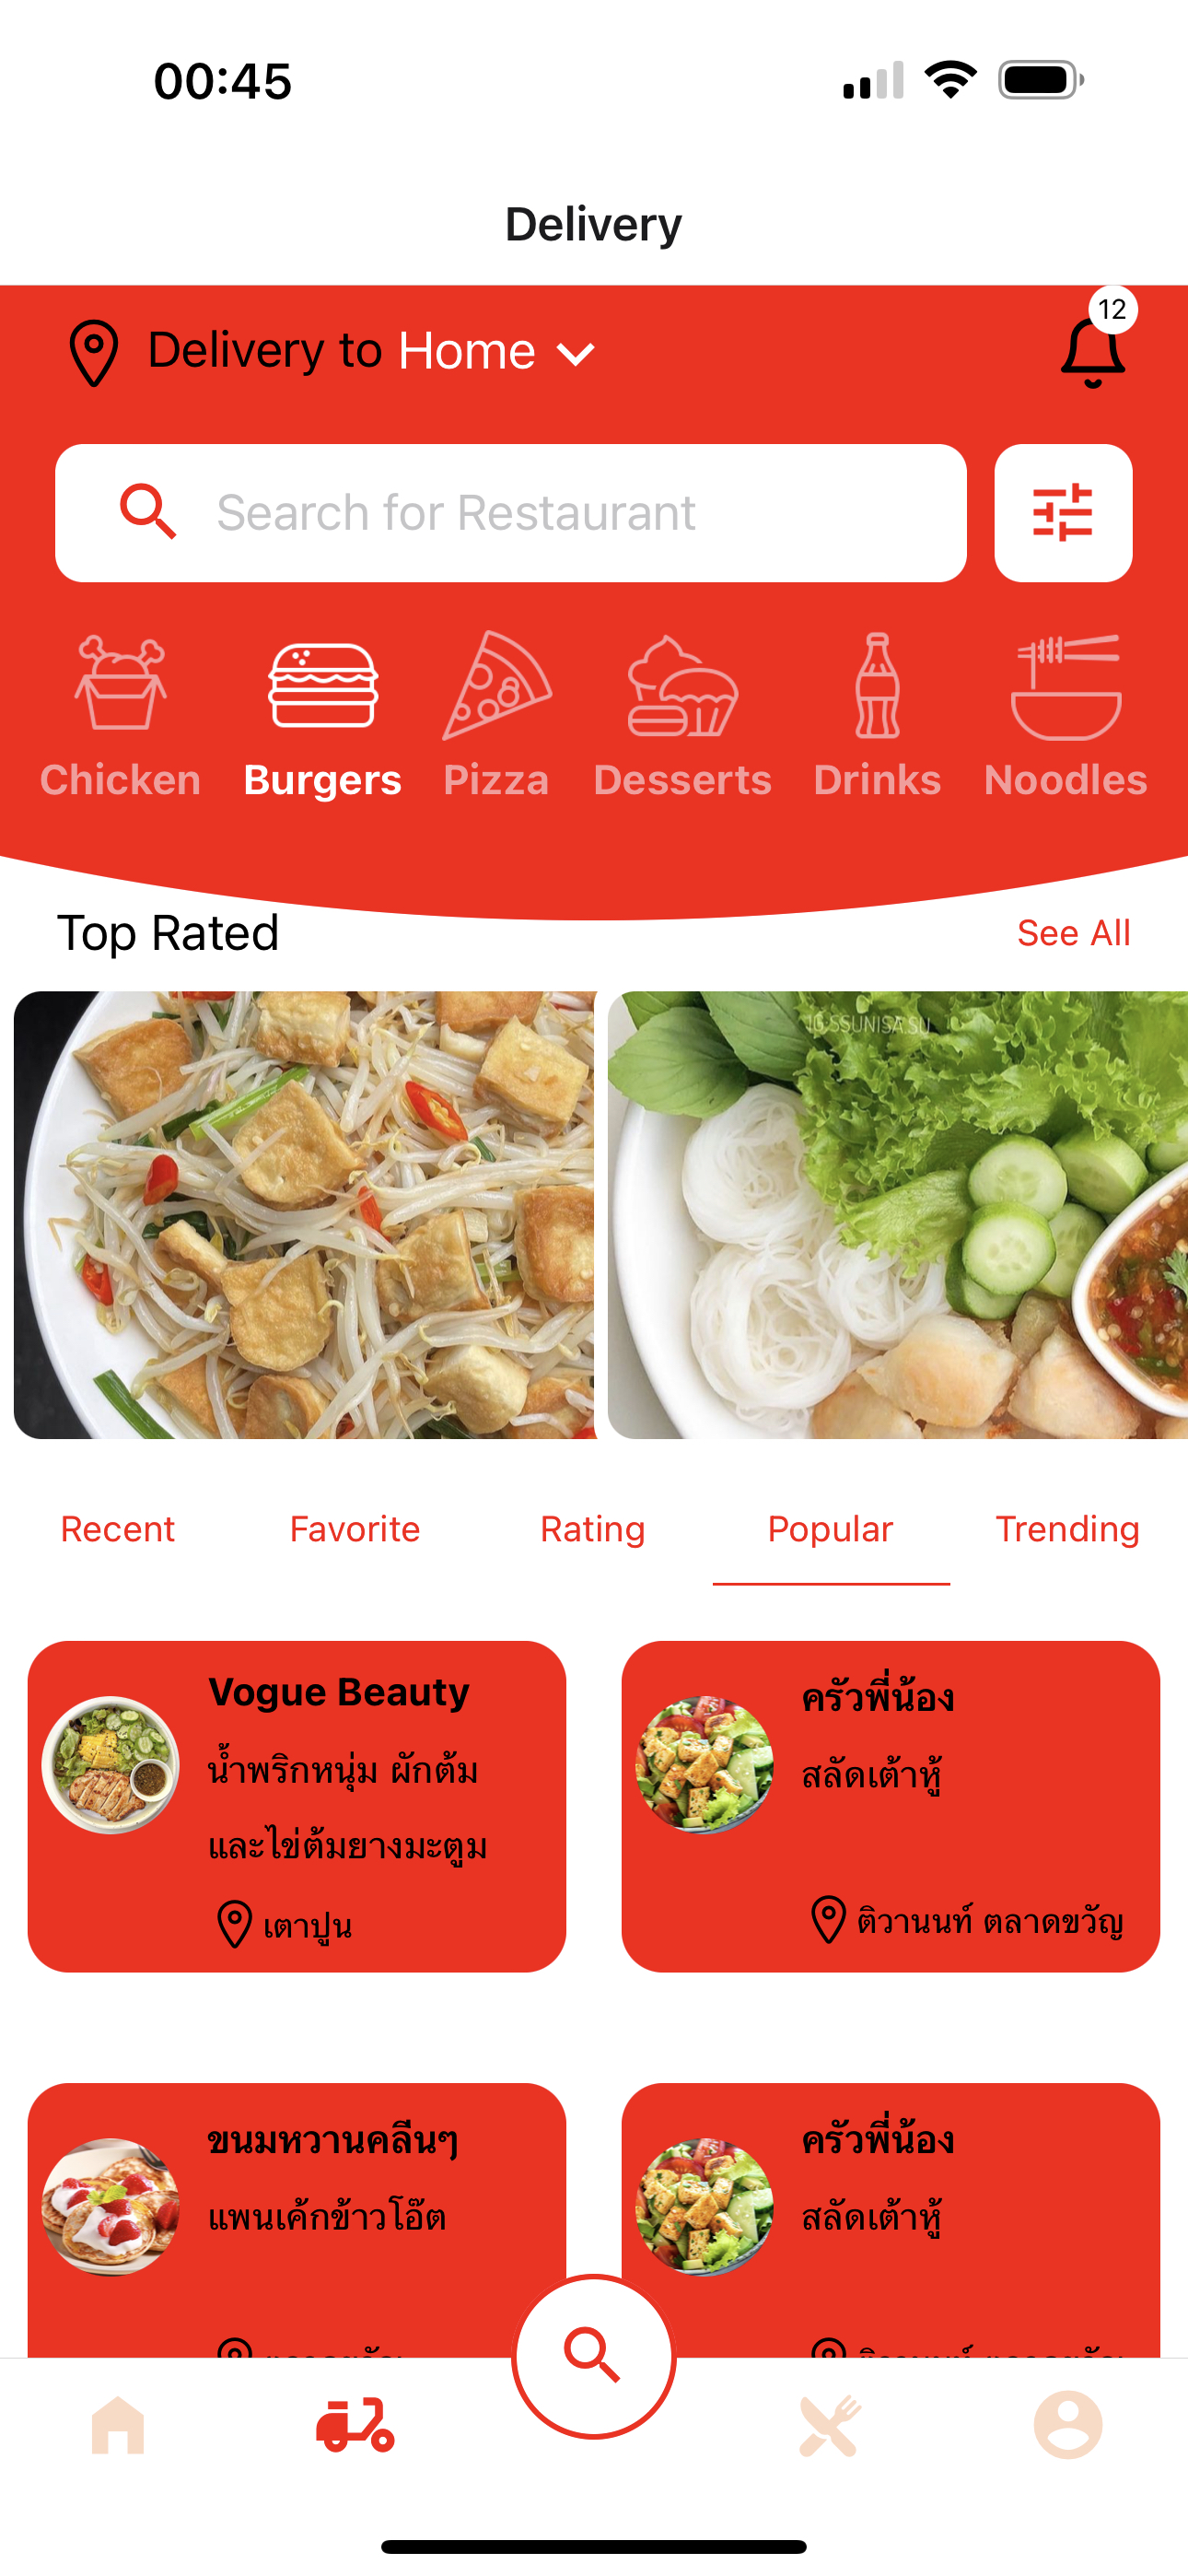 00:45
Delivery
Delivery to Home
12
Search for Restaurant
Chicken Burgers Pizza Desserts Drinks Noodles
Top Rated
See All
IG:SSUNISA.SU
Recent Favorite Rating Popular Trending
Vogue Beauty
น้ำพริกหนุ่ม ผักต้ม
และไข่ต้มยางมะตูม
เตาปูน
ครัวพี่น้อง
สลัดเต้าหู้
ติวานนท์ ตลาดขวัญ
ขนมหวานคลีนๆ
แพนเค้กข้าวโอ๊ต
ครัวพี่น้อง
สลัดเต้าหู้